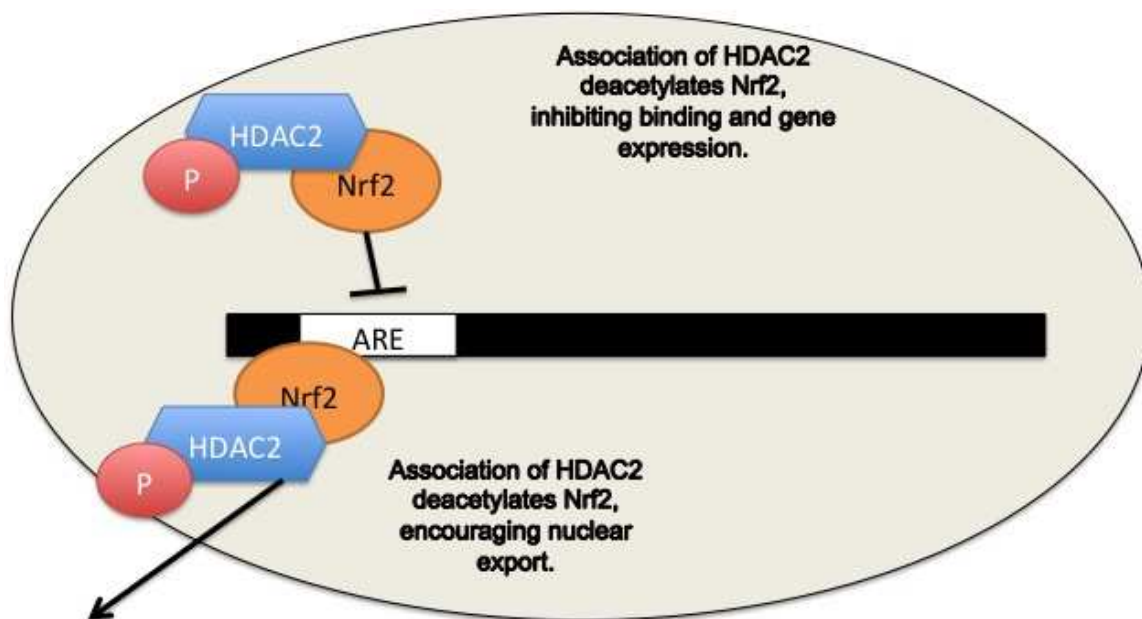 Association of HDAC2
deacetylates Nrf2,
inhibiting binding and gene
expression.
HDAC2
P
Nrf2
ARE
Nrf2
HDAC2
P
Association of HDAC2
deacetylates Nrf2,
encouraging nuclear
export.